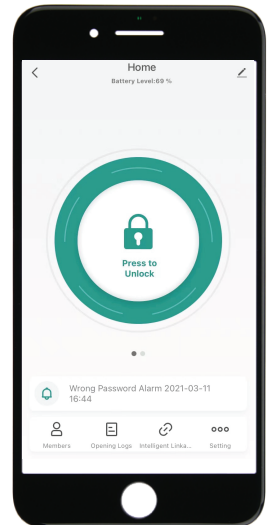 Home
Battery Level:69 %
Press to
Unlock
Wrong Password Alarm 2021-03-11
16:44
Members
Opening Logs
Intelligent Linka...
Setting